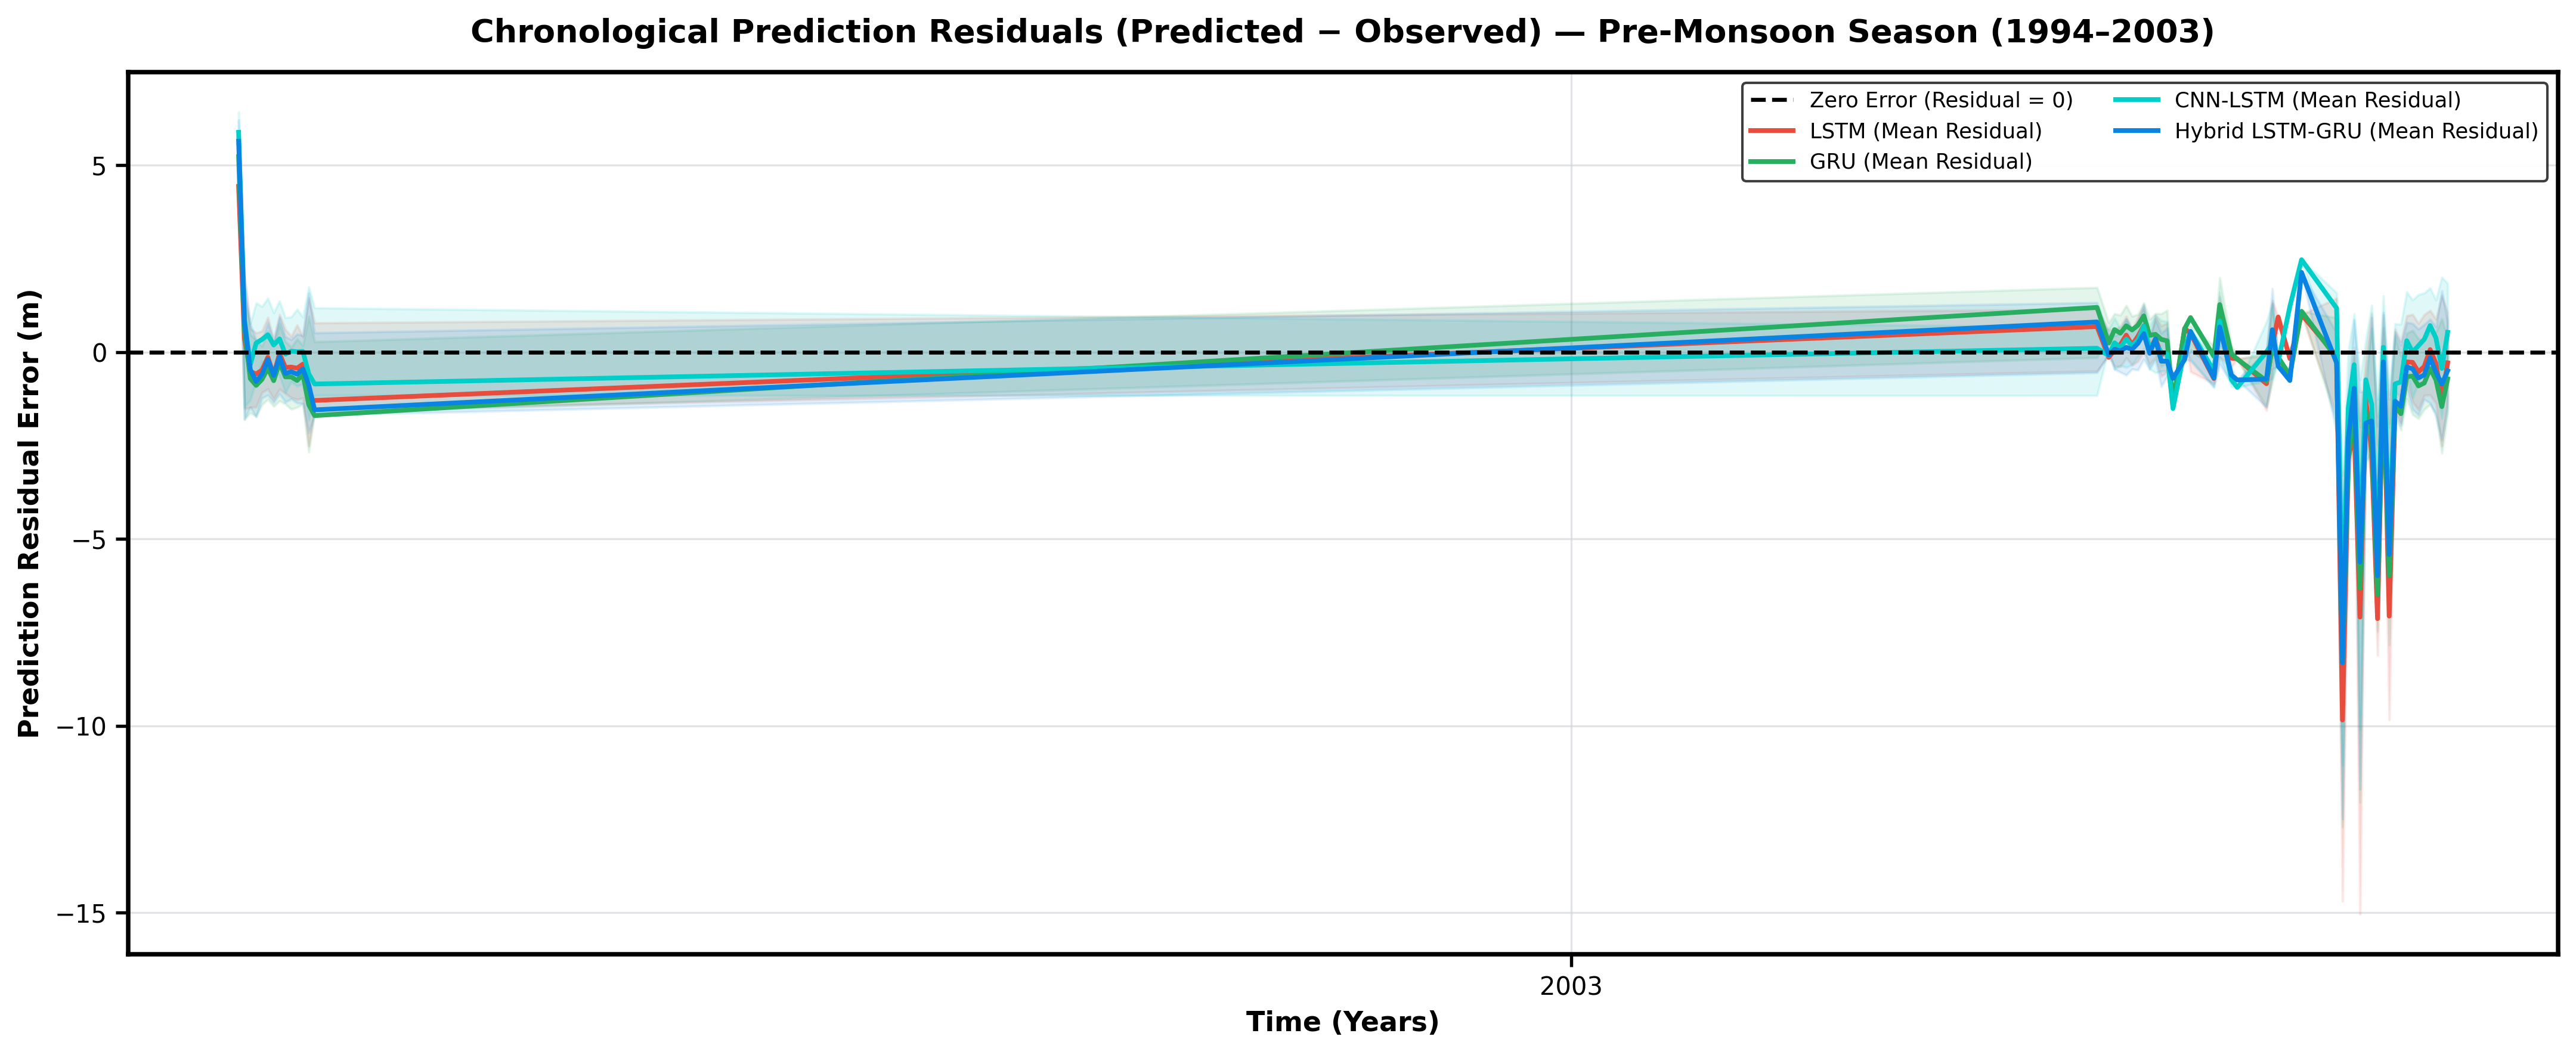 Chronological Prediction Residuals (Predicted − Observed) — Pre-Monsoon Season (1994–2003)
Zero Error (Residual = 0)
LSTM (Mean Residual)
GRU (Mean Residual)
CNN-LSTM (Mean Residual)
Hybrid LSTM-GRU (Mean Residual)
Prediction Residual Error (m)
5
0
−5
−10
−15
2003
Time (Years)